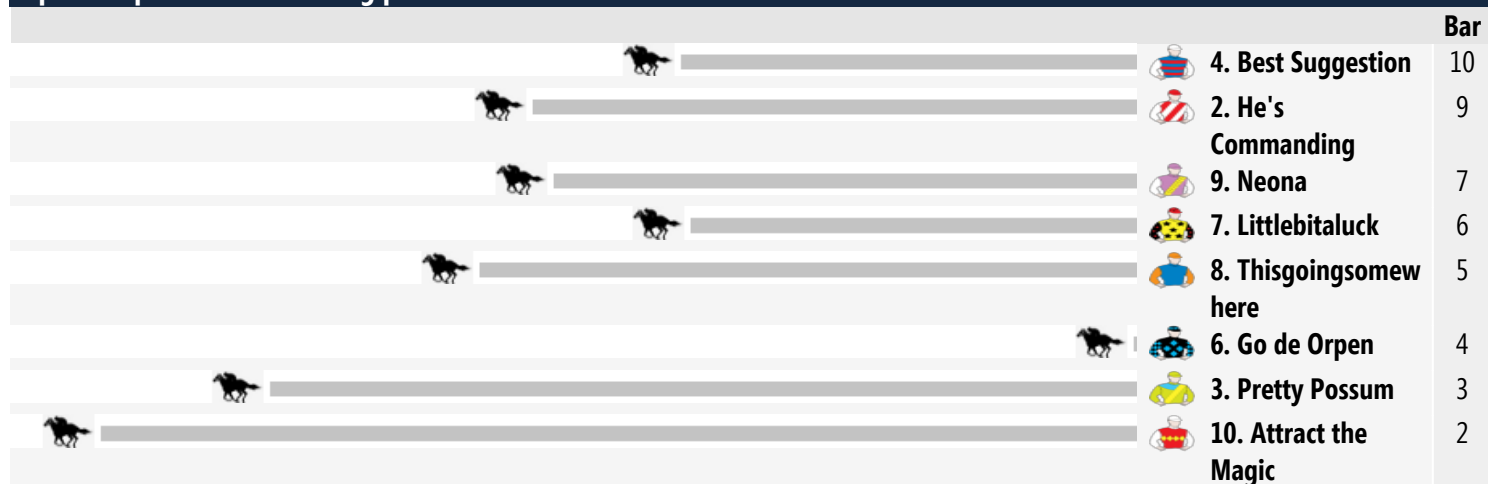 Bar
4. Best Suggestion 10
2. He's 9
Commanding
9. Neona 7
7. Littlebitaluck 6
8. Thisgoingsomew 5
here
6. Go de Orpen 4
3. Pretty Possum 3
10. Attract the 2
Magic